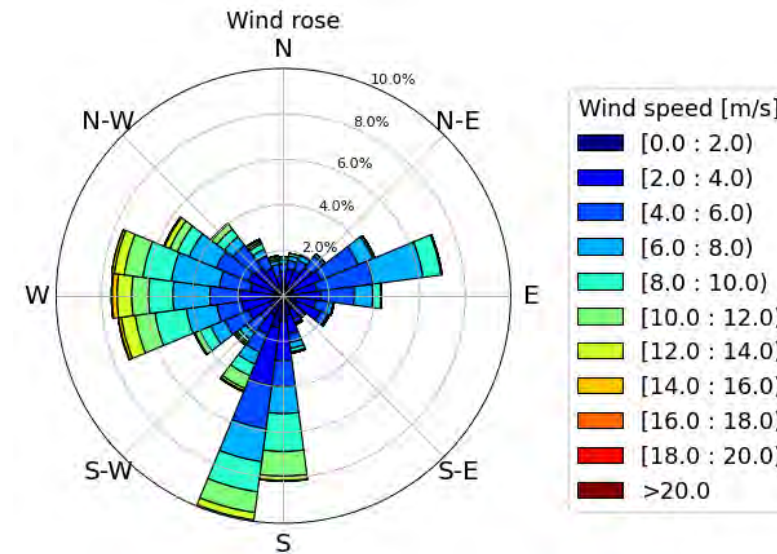 Wind rose
N
10.0%
8.0%
N-W
N-E
6.0%
4.0%
2.0%
W
E
S-W
S-E
S
Wind speed [m/s]
[0.0 : 2.0)
[2.0 : 4.0)
[4.0 : 6.0)
[6.0 : 8.0)
[8.0 : 10.0)
[10.0 : 12.0)
[12.0 : 14.0)
[14.0 : 16.0)
[16.0 : 18.0)
[18.0 : 20.0)
>20.0